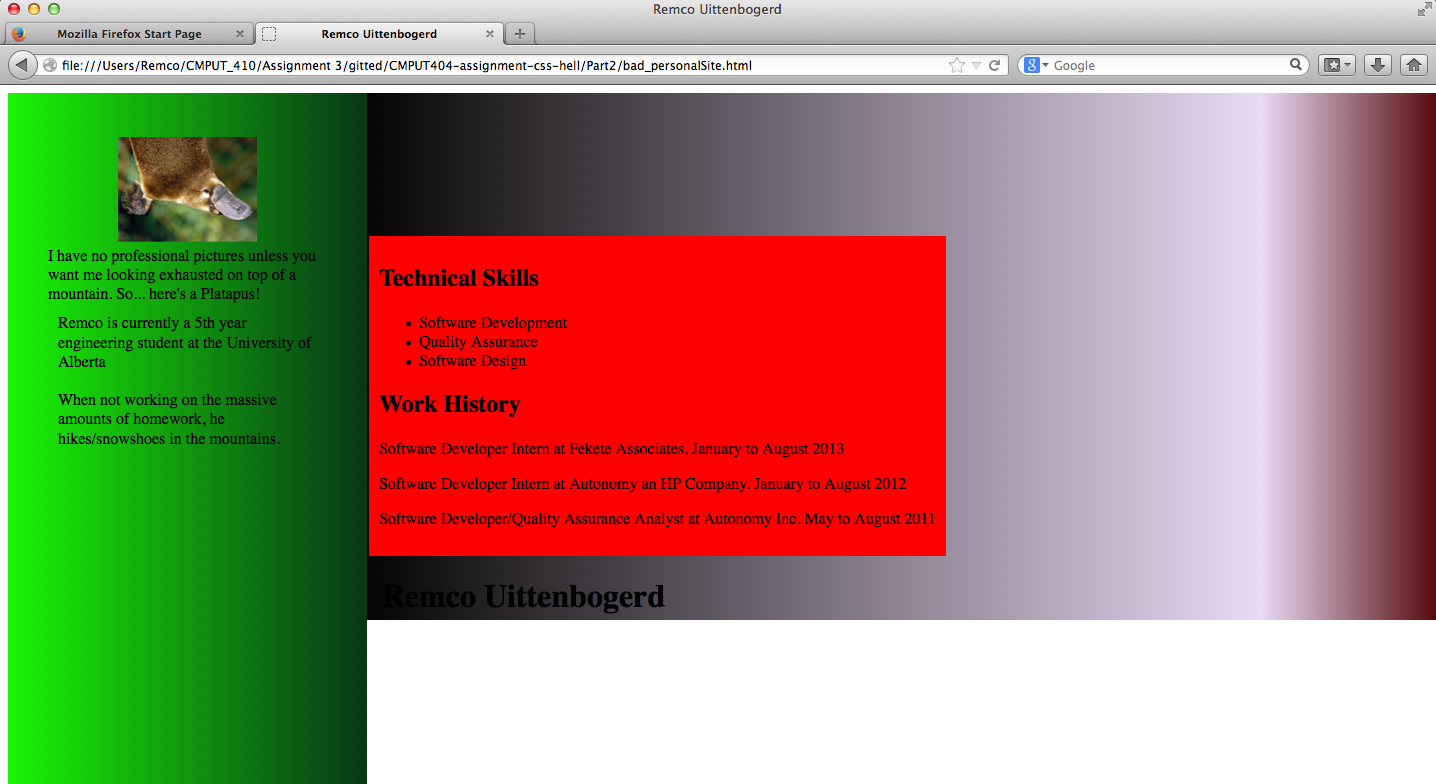 Remco Uittenbogerd
Mozilla Firefox Start Page
Remco Uittenbogerd
file:///Users/Remco/CMPUT_410/Assignment 3/gitted/CMPUT404-assignment-css-hell/Part2/bad_personalSite.html
8 Google
I have no professional pictures unless you
want me looking exhausted on top of a
mountain. So... here's a Platapus!
Remco is currently a 5th year
engineering student at the University of
Alberta
When not working on the massive
amounts of homework, he
hikes/snowshoes in the mountains.
Technical Skills
• Software Development
• Quality Assurance
• Software Design
Work History
Software Developer Intern at Fekete Associates. January to August 2013
Software Developer Intern at Autonomy an HP Company. January to August 2012
Software Developer/Quality Assurance Analyst at Autonomy Inc. May to August 2011
Remco Uittenbogerd